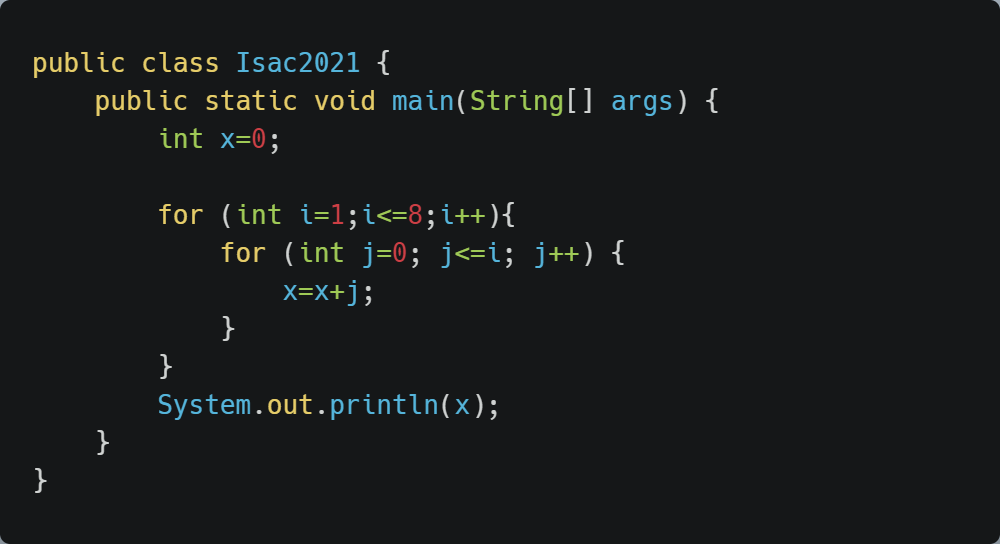 public class Isac2021 {
    public static void main(String[] args) {
        int x=0;

        for (int i=1;i<=8;i++){
            for (int j=0; j<=i; j++) {
                x=x+j;
            }
        }
        System.out.println(x);
    }
}